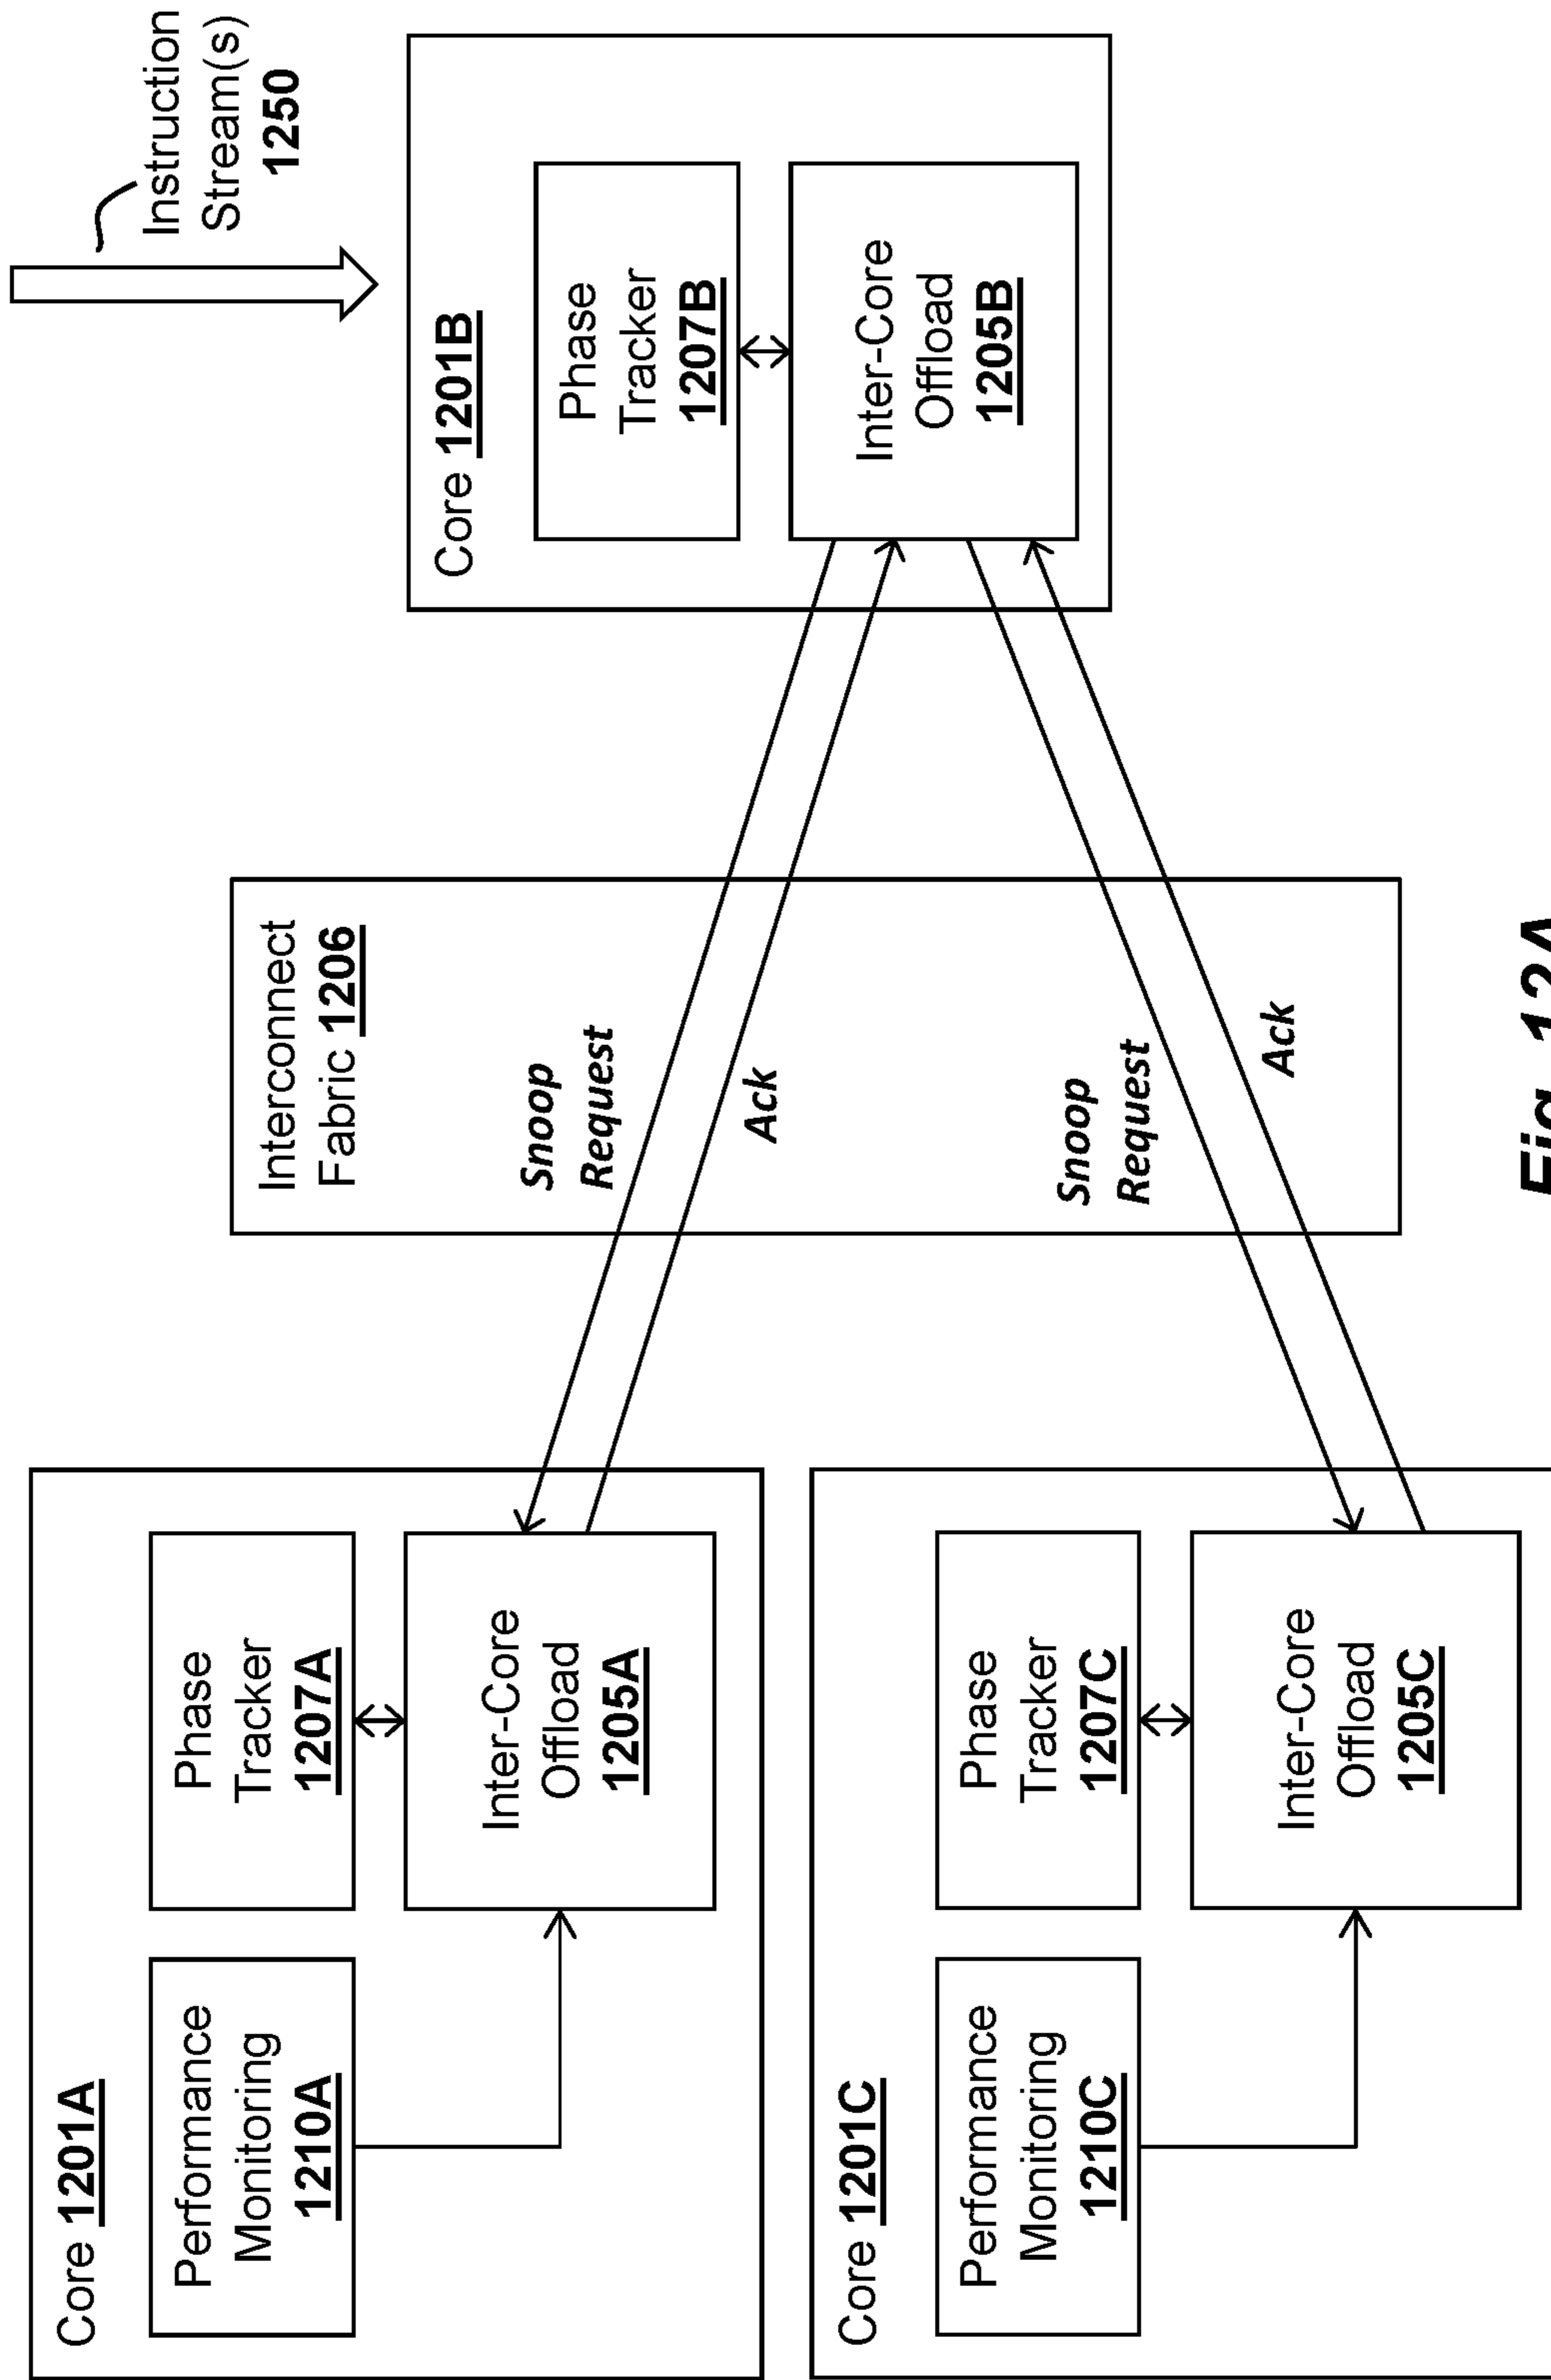 Core 1201A
Performance
Monitoring
1210A
Phase
Tracker
1207A
Inter-Core
Offload
1205A
Core 1201C
Performance
Monitoring
1210C
Phase
Tracker
1207C
Inter-Core
Offload
1205C
Interconnect
Fabric 1206
Snoop
Request
Ack
Snoop
Request
Ack
Instruction
Stream(s)
1250
Core 1201B
Phase
Tracker
1207B
Inter-Core
Offload
1205B
Fig. 12A